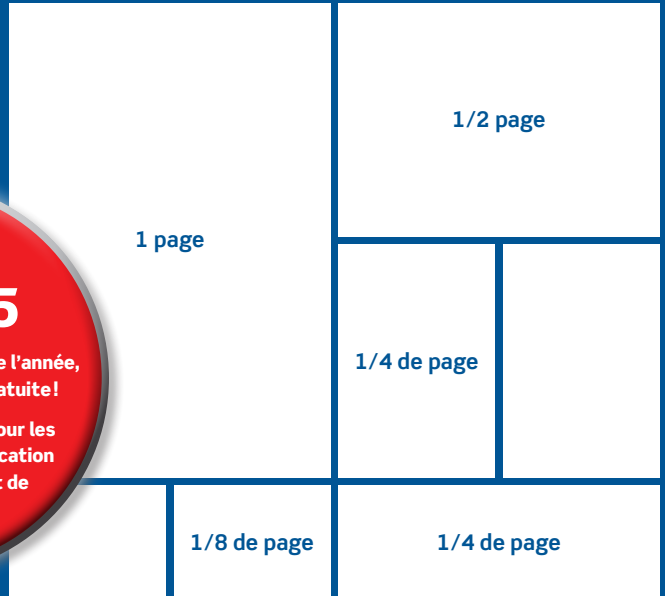 1/2 page
1 page
5
e l'année,
atuite!
1/4 de page
our les
cation
t de
1/8 de page
1/4 de page